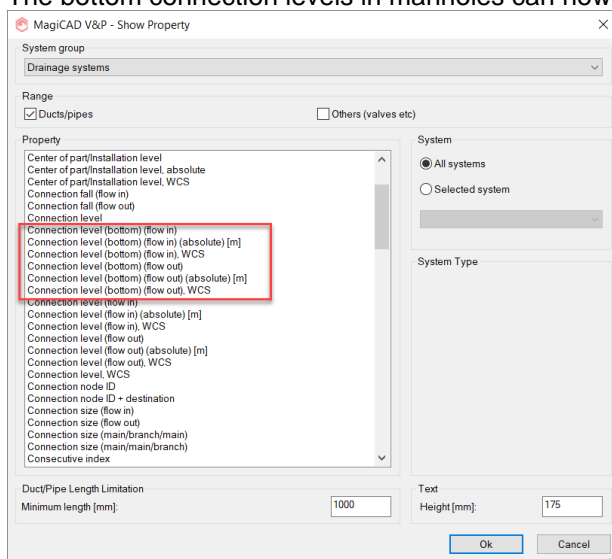 The bottom connection levels in manholes can now
MagiCAD V&P - Show Property
System group
Drainage systems
Range
Ducts/pipes
Others (valves etc)
Property
Center of part/Installation level
Center of part/Installation level, absolute
Center of part/Installation level, WCS
Connection fall (flow in)
Connection fall (flow out)
Connection level
Connection level (bottom) (flow in)
Connection level (bottom) (flow in) (absolute) [m]
Connection level (bottom) (flow in), WCS
Connection level (bottom) (flow out)
Connection level (bottom) (flow out) (absolute) [m]
Connection level (bottom) (flow out), WCS
Connection level (flow in)
Connection level (flow in) (absolute) [m]
Connection level (flow in), WCS
Connection level (flow out)
Connection level (flow out) (absolute) [m]
Connection level (flow out), WCS
Connection level, WCS
Connection node ID
Connection node ID + destination
Connection size (flow in)
Connection size (flow out)
Connection size (main/branch/main)
Connection size (main/main/branch)
Consecutive index
System
All systems
Selected system
System Type
Duct/Pipe Length Limitation
Minimum length [mm]:
1000
Text
Height [mm]:
175
Ok
Cancel